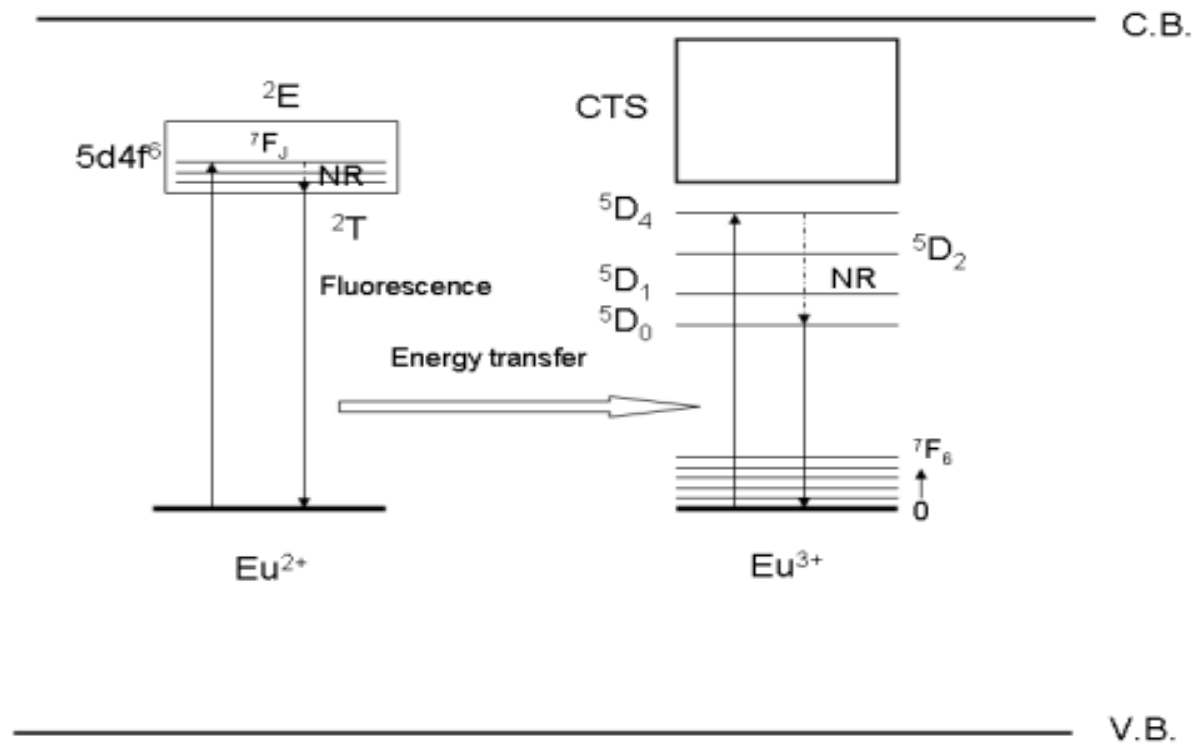 C.B.
²E
CTS
5d4f⁶
⁷F_J
NR
²T
⁵D₄
⁵D₂
Fluorescence
⁵D₁
NR
⁵D₀
Energy transfer
⁷F₆
0
Eu²⁺
Eu³⁺
V.B.